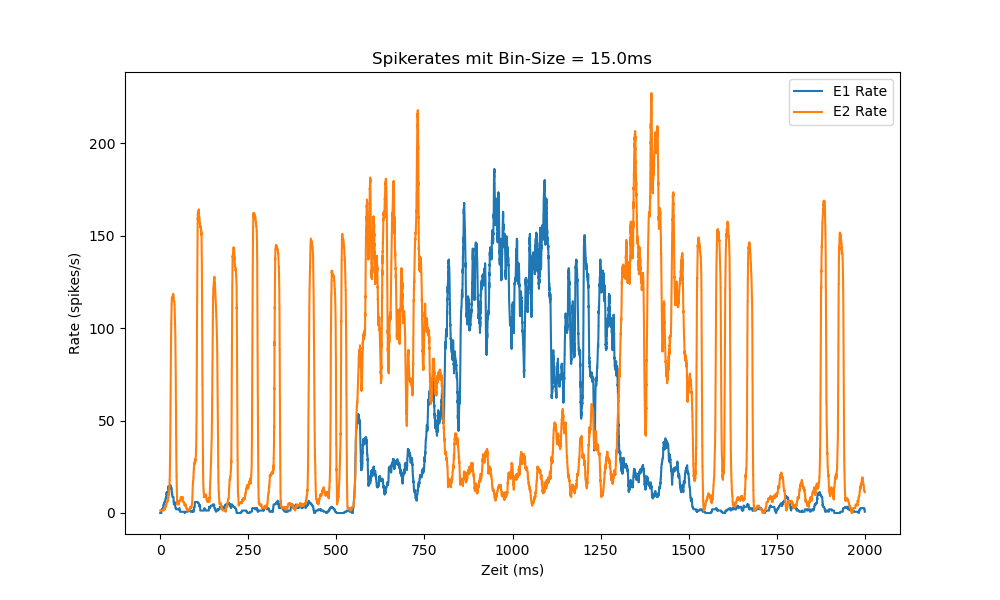 Spikerates mit Bin-Size = 15.0ms
E1 Rate
E2 Rate
Rate (spikes/s)
200
150
100
50
0
0 250 500 750 1000 1250 1500 1750 2000
Zeit (ms)